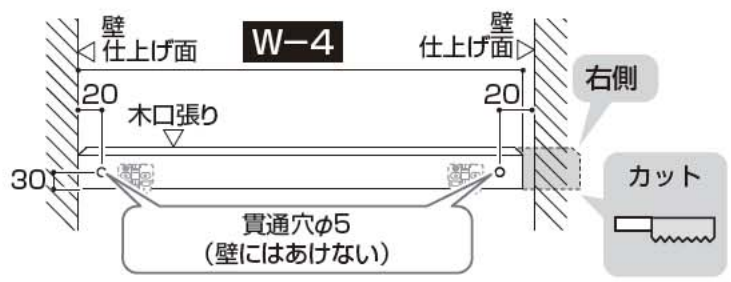 壁
仕上げ面
W－4
壁
仕上げ面
右側
20
20
木口張り
30
カット
貫通穴φ5
（壁にはあけない）